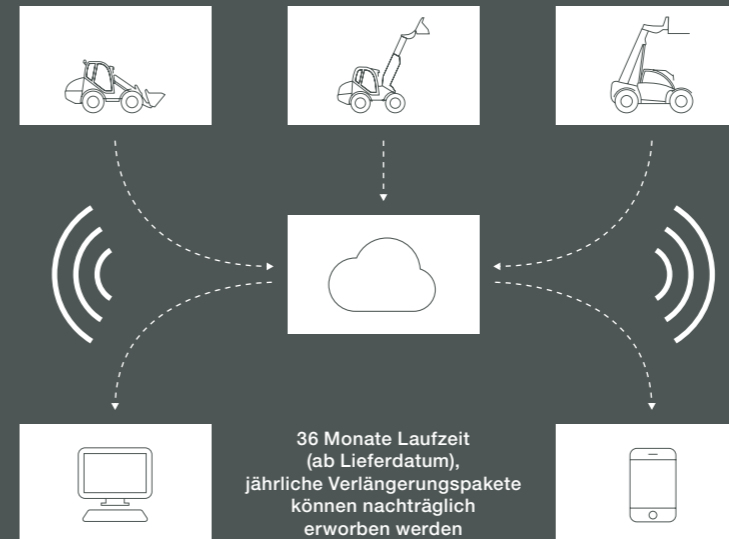 36 Monate Laufzeit
(ab Lieferdatum),
jährliche Verlängerungspakete
können nachträglich
erworben werden